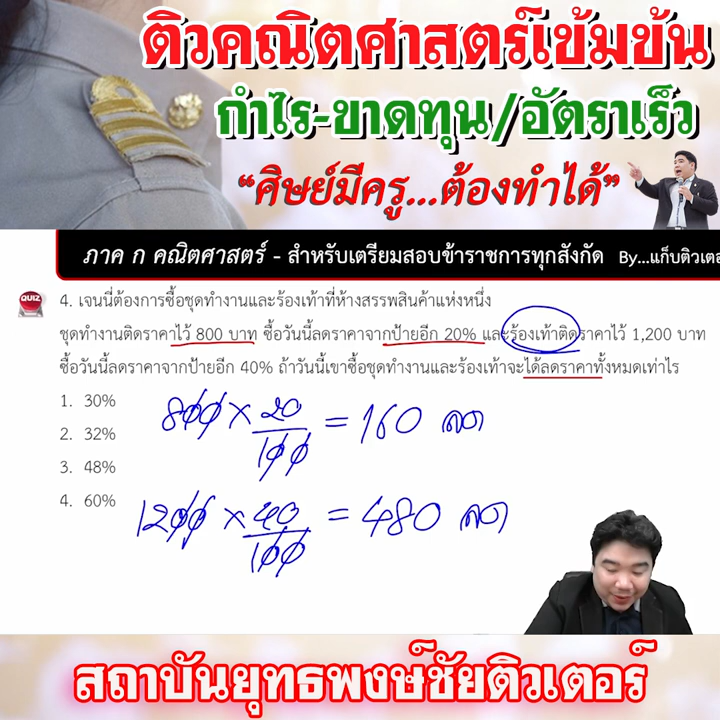 ติวคณิตศาสตร์เข้มข้น
กำไร-ขาดทุน/อัตราเร็ว
“ศิษย์มีครู...ต้องทำได้”
ภาค ก คณิตศาสตร์ - สำหรับเตรียมสอบข้าราชการทุกสังกัด By...แก็บติวเตอ
QUIZ
4. เจนนี่ต้องการซื้อชุดทำงานและร้องเท้าที่ห้างสรรพสินค้าแห่งหนึ่ง
ชุดทำงานติดราคาไว้ 800 บาท ซื้อวันนี้ลดราคาจากป้ายอีก 20% และร้องเท้าติดราคาไว้ 1,200 บาท
ซื้อวันนี้ลดราคาจากป้ายอีก 40% ถ้าวันนี้เขาซื้อชุดทำงานและร้องเท้าจะได้ลดราคาทั้งหมดเท่าไร
1. 30%
2. 32%
3. 48%
4. 60%
800 × 20/100 = 160 ลด
1200 × 40/100 = 480 ลด
สถาบันยุทธพงษ์ชัยติวเตอร์